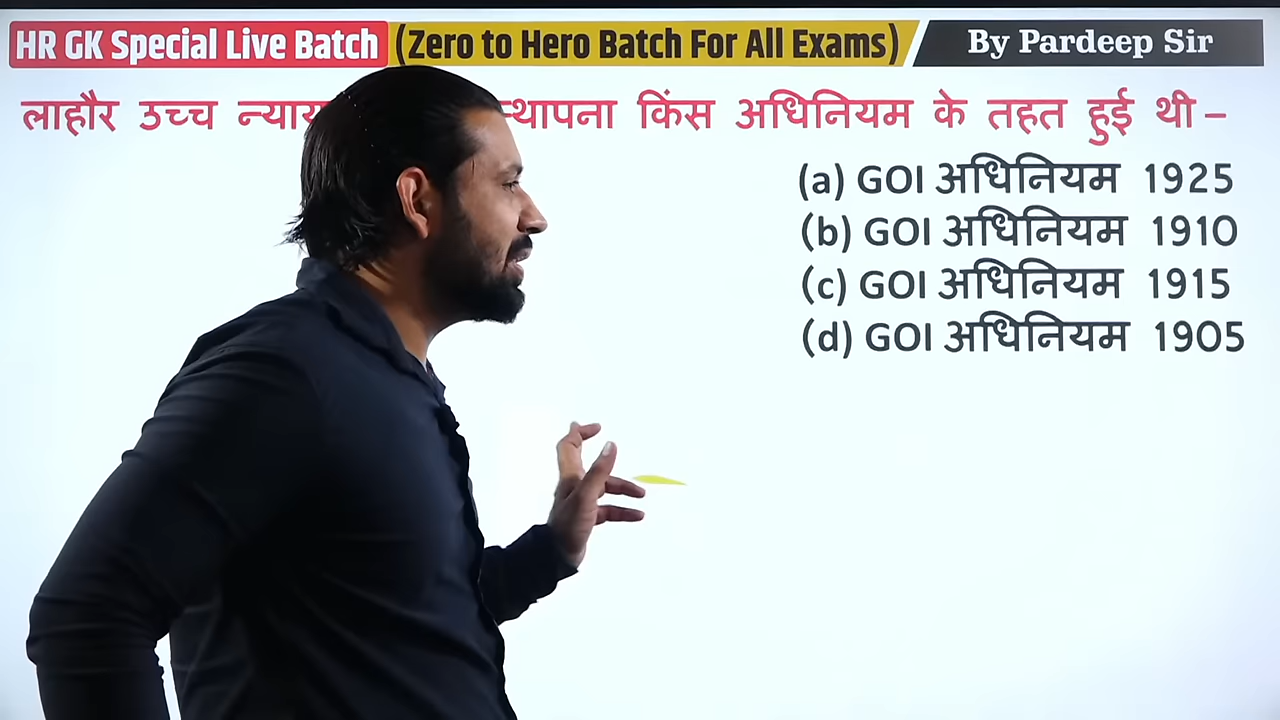 HR GK Special Live Batch (Zero to Hero Batch For All Exams) By Pardeep Sir
लाहौर उच्च किंस अधिनियम के तहत हुई थी–
(a) GOI अधिनियम 1925
(b) GOI अधिनियम 1910
(c) GOI अधिनियम 1915
(d) GOI अधिनियम 1905